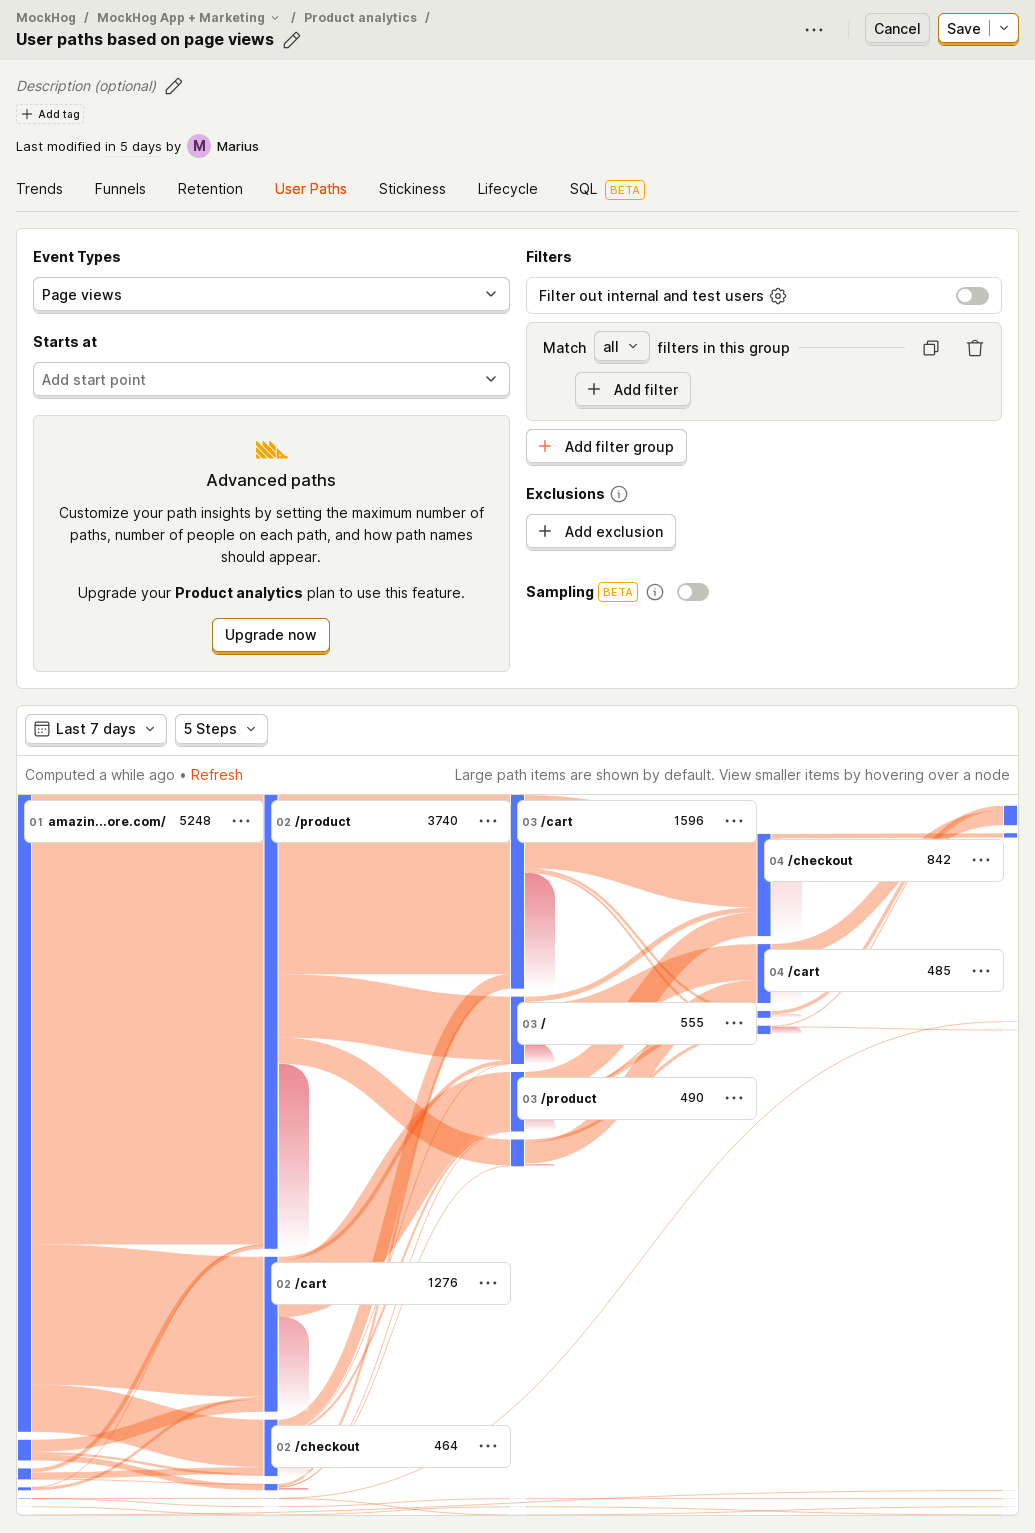 MockHog / MockHog App + Marketing / Product analytics /
User paths based on page views
Cancel
Save
Description (optional)
Add tag
Last modified in 5 days by M Marius
Trends Funnels Retention User Paths Stickiness Lifecycle SQL BETA
Event Types
Page views
Starts at
Add start point
Advanced paths
Customize your path insights by setting the maximum number of
paths, number of people on each path, and how path names
should appear.
Upgrade your Product analytics plan to use this feature.
Upgrade now
Filters
Filter out internal and test users
Match all filters in this group
Add filter
Add filter group
Exclusions
Add exclusion
Sampling BETA
Last 7 days 5 Steps
Computed a while ago • Refresh
Large path items are shown by default. View smaller items by hovering over a node
01 amazin...ore.com/ 5248
02 /product 3740
03 /cart 1596
04 /checkout 842
04 /cart 485
03 / 555
03 /product 490
02 /cart 1276
02 /checkout 464